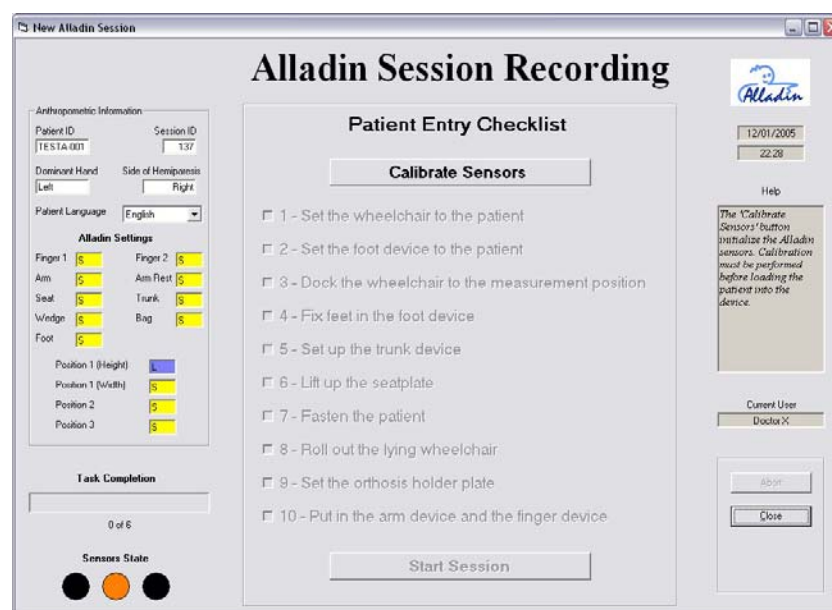 New Alladin Session
Alladin Session Recording
Alladin
Anthropometric Information
Patient ID Session ID
TESTA-001 137
Dominant Hand Side of Hemiparesis
Left Right
Patient Language English
Alladin Settings
Finger 1 S Finger 2 S
Arm S Arm Rest S
Seat S Trunk S
Wedge S Bag S
Foot S
Position 1 (Height) L
Position 1 (Width) S
Position 2 S
Position 3 S
Task Completion
0 of 6
Sensors State
Patient Entry Checklist
Calibrate Sensors
1 - Set the wheelchair to the patient
2 - Set the foot device to the patient
3 - Dock the wheelchair to the measurement position
4 - Fix feet in the foot device
5 - Set up the trunk device
6 - Lift up the seatplate
7 - Fasten the patient
8 - Roll out the lying wheelchair
9 - Set the orthosis holder plate
10 - Put in the arm device and the finger device
Start Session
12/01/2005
22:28
Help
The 'Calibrate
Sensors' button
initialize the Alladin
sensors. Calibration
must be performed
before loading the
patient into the
device.
Current User
Doctor X
Abort
Close